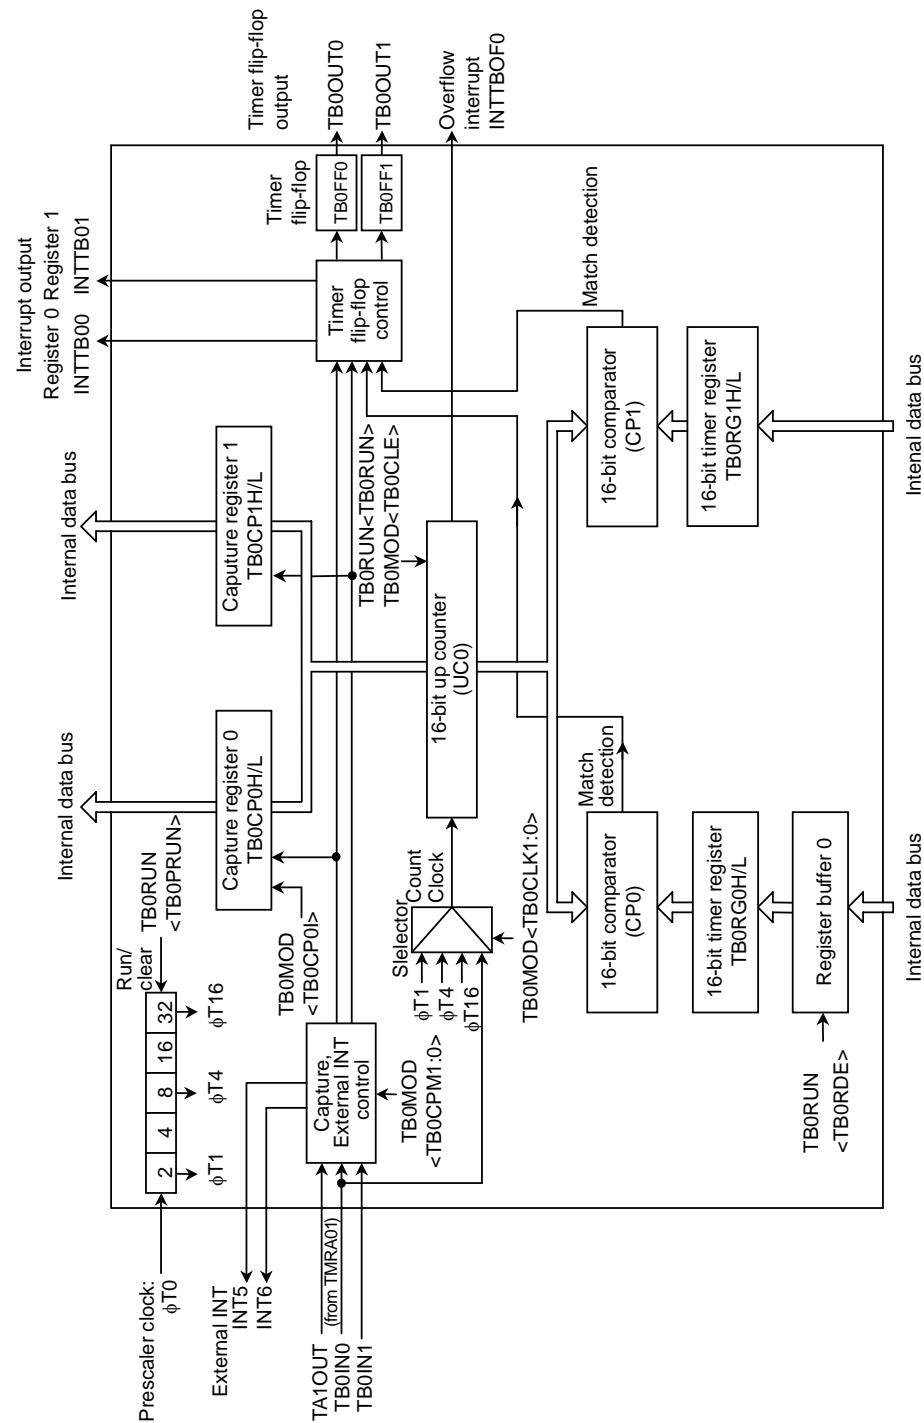 Prescaler clock:
φT0
2 4 8 16 32
φT1
φT4
φT16
Run/
clear
TB0RUN
<TB0PRUN>
Internal data bus
Internal data bus
Interrupt output
Register 0 Register 1
INTTB00 INTTB01
External INT
INT5
INT6
TA1OUT
(from TMRA01)
TB0IN0
TB0IN1
Capture,
External INT
control
TB0MOD
<TB0CPM1:0>
TB0MOD
<TB0CP0I>
Capture register 0
TB0CP0H/L
Caputure register 1
TB0CP1H/L
Timer
flip-flop
control
Timer
flip-flop
TB0FF0
TB0FF1
Timer flip-flop
output
TB0OUT0
TB0OUT1
Slelector
φT1
φT4
φT16
Count
Clock
TB0MOD<TB0CLK1:0>
TB0RUN<TB0RUN>
TB0MOD<TB0CLE>
16-bit up counter
(UC0)
Overflow
interrupt
INTTBOF0
Match
detection
Match detection
16-bit comparator
(CP0)
16-bit comparator
(CP1)
16-bit timer register
TB0RG0H/L
16-bit timer register
TB0RG1H/L
Register buffer 0
TB0RUN
<TB0RDE>
Internal data bus
Intenal data bus